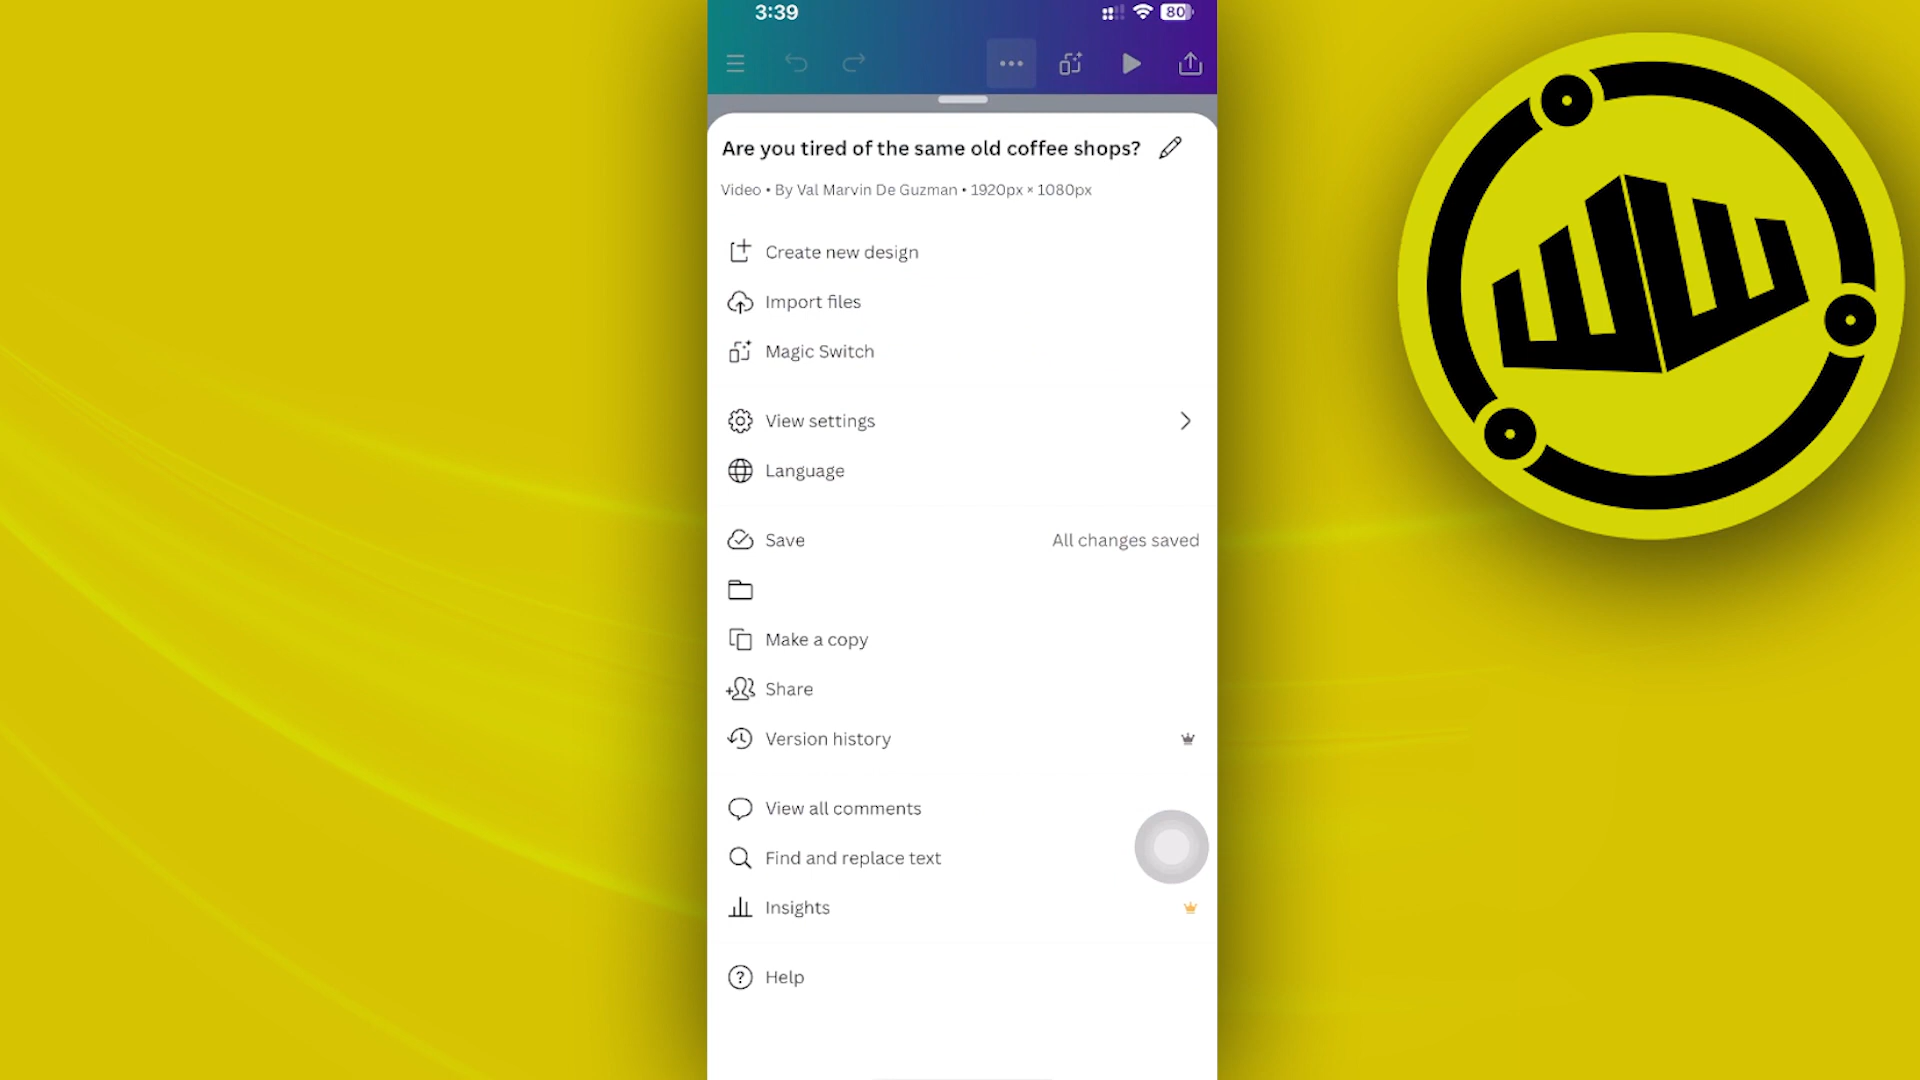 3:39
80
Are you tired of the same old coffee shops?
Video • By Val Marvin De Guzman • 1920px × 1080px
Create new design
Import files
Magic Switch
View settings
Language
Save All changes saved
Make a copy
Share
Version history
View all comments
Find and replace text
Insights
Help